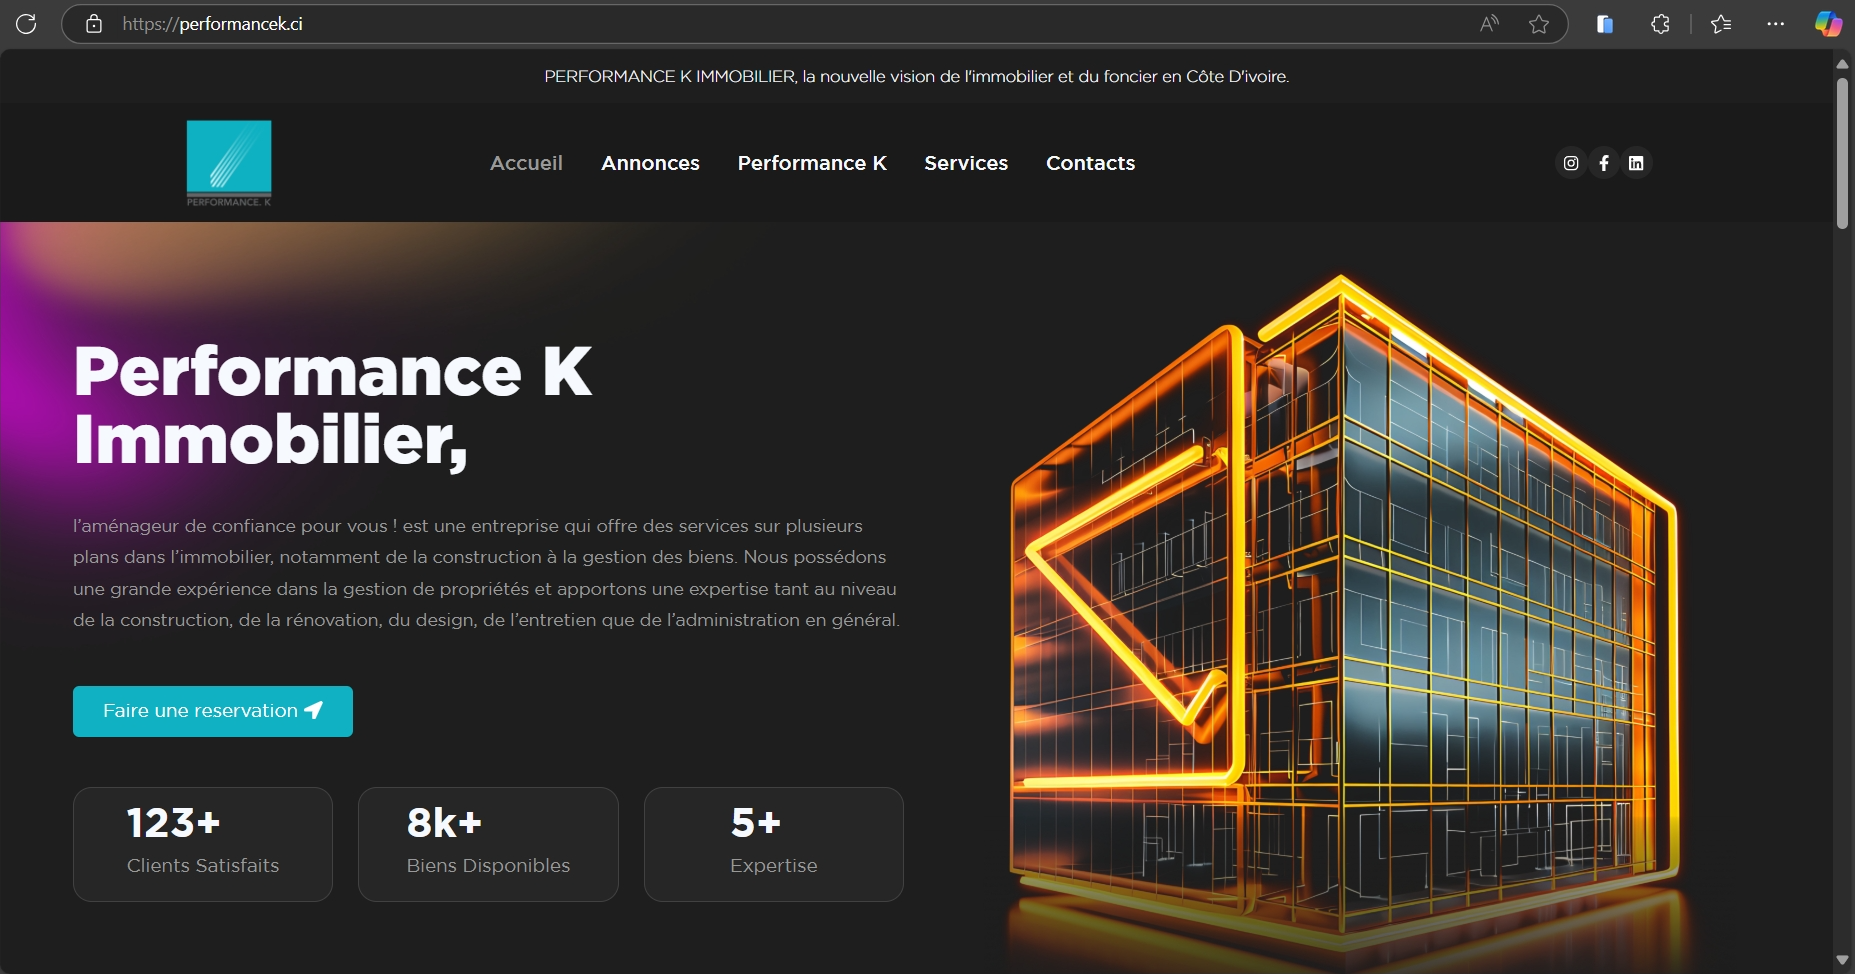 https://performancek.ci
PERFORMANCE K IMMOBILIER, la nouvelle vision de l'immobilier et du foncier en Côte D'ivoire.
PERFORMANCE. K
Accueil
Annonces
Performance K
Services
Contacts
Performance K
Immobilier,
l’aménageur de confiance pour vous ! est une entreprise qui offre des services sur plusieurs
plans dans l’immobilier, notamment de la construction à la gestion des biens. Nous possédons
une grande expérience dans la gestion de propriétés et apportons une expertise tant au niveau
de la construction, de la rénovation, du design, de l’entretien que de l’administration en général.
Faire une reservation
123+
Clients Satisfaits
8k+
Biens Disponibles
5+
Expertise